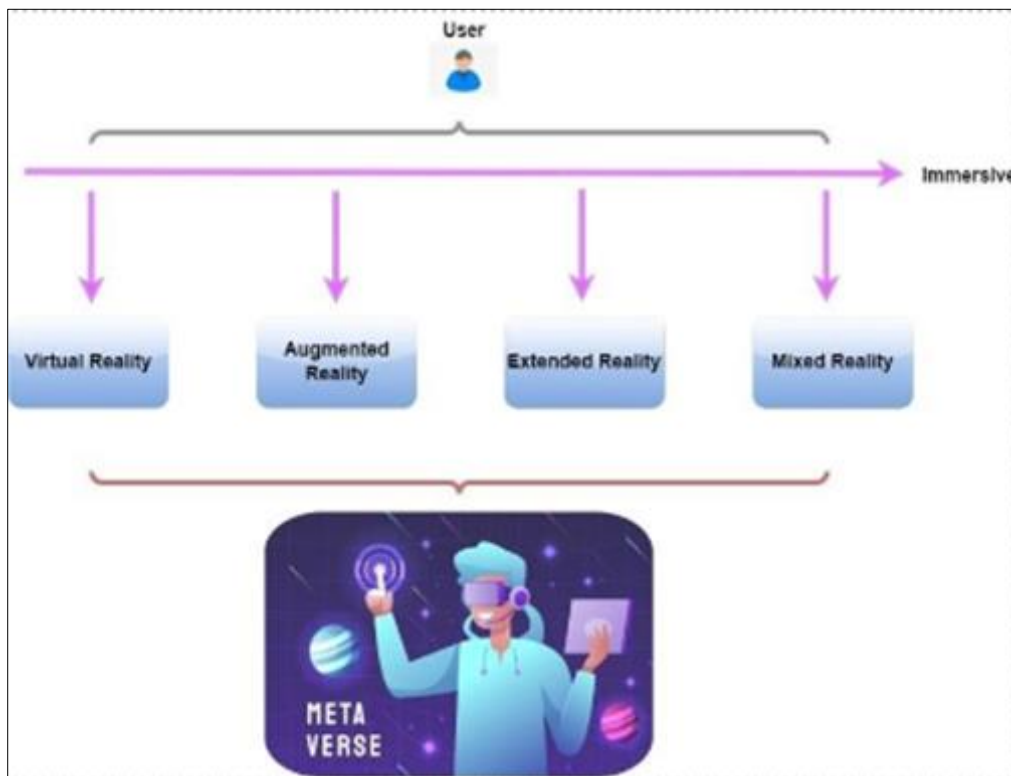 User
Immersive
Virtual Reality
Augmented
Reality
Extended Reality
Mixed Reality
META
VERSE